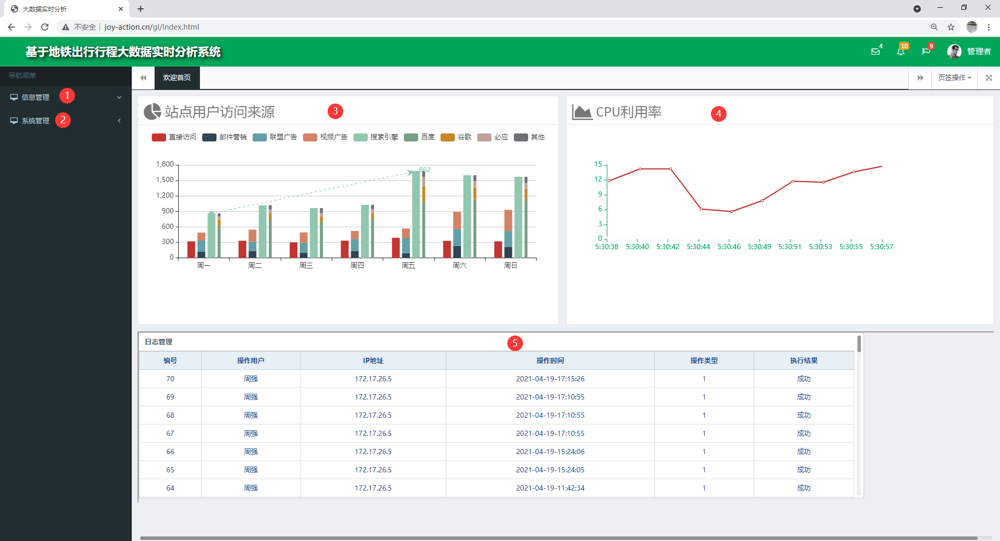 大数据实时分析
不安全 joy-action.cn/gl/index.html
基于地铁出行行程大数据实时分析系统
4 10 9 管理者
导航菜单
欢迎首页 页签操作
信息管理 1
系统管理 2
站点用户访问来源 3
直接访问 邮件营销 联盟广告 视频广告 搜索引擎 百度 谷歌 必应 其他
1,800
1,500
1,200
900
600
300
0
862
周一 周二 周三 周四 周五 周六 周日
CPU利用率 4
15
12
9
6
3
0
5:30:38 5:30:40 5:30:42 5:30:44 5:30:46 5:30:49 5:30:51 5:30:53 5:30:55 5:30:57
日志管理 5
编号 操作用户 IP地址 操作时间 操作类型 执行结果
70 周强 172.17.26.5 2021-04-19-17:15:26 1 成功
69 周强 172.17.26.5 2021-04-19-17:10:55 1 成功
68 周强 172.17.26.5 2021-04-19-17:10:55 1 成功
67 周强 172.17.26.5 2021-04-19-17:10:55 1 成功
66 周强 172.17.26.5 2021-04-19-15:24:06 1 成功
65 周强 172.17.26.5 2021-04-19-15:24:05 1 成功
64 周强 172.17.26.5 2021-04-19-11:42:34 1 成功